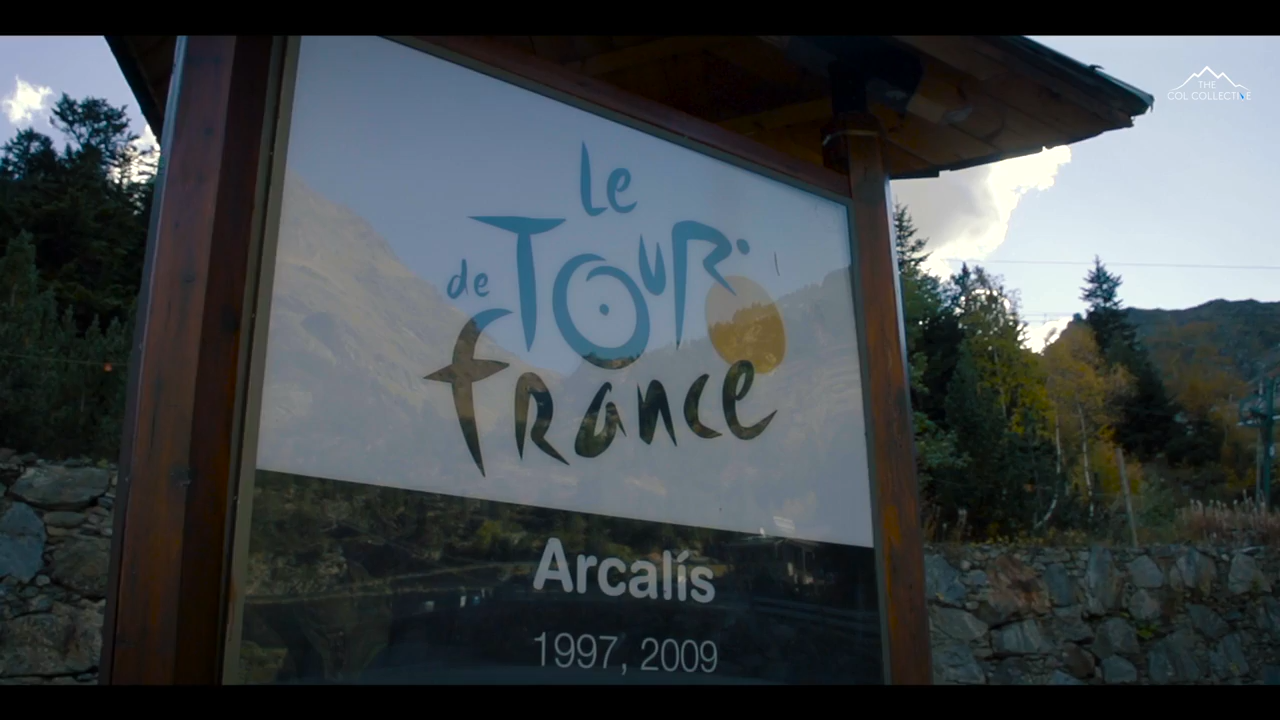 THE
COL COLLECTIVE
Le
de TOUR
france
Arcalís
1997, 2009